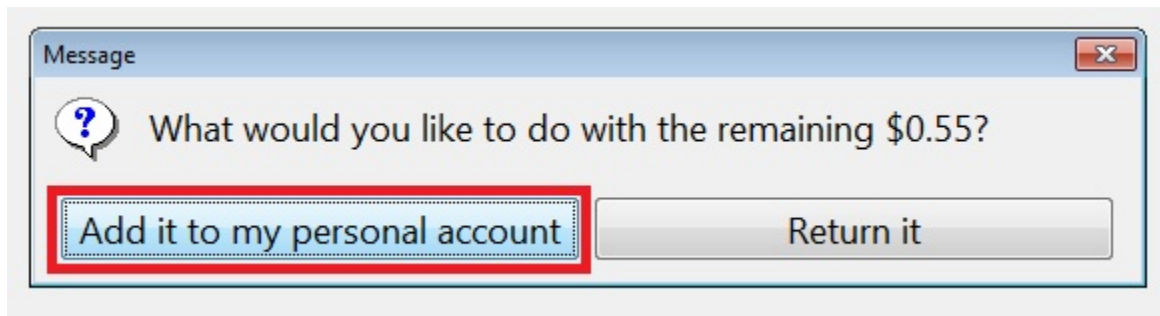 Message
What would you like to do with the remaining $0.55?
Add it to my personal account
Return it